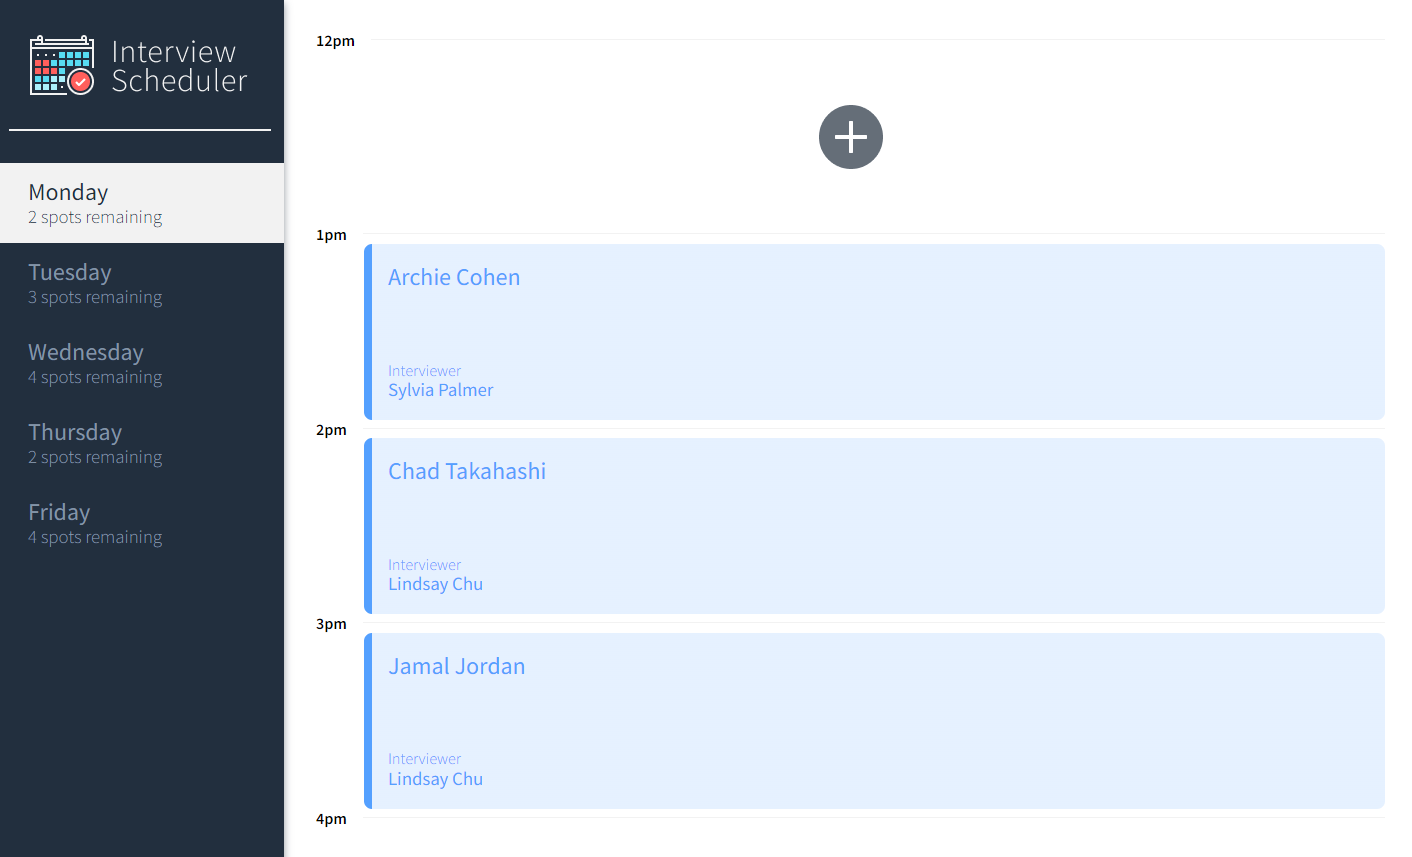 Interview
Scheduler
Monday
2 spots remaining
Tuesday
3 spots remaining
Wednesday
4 spots remaining
Thursday
2 spots remaining
Friday
4 spots remaining
12pm
1pm
Archie Cohen
Interviewer
Sylvia Palmer
2pm
Chad Takahashi
Interviewer
Lindsay Chu
3pm
Jamal Jordan
Interviewer
Lindsay Chu
4pm